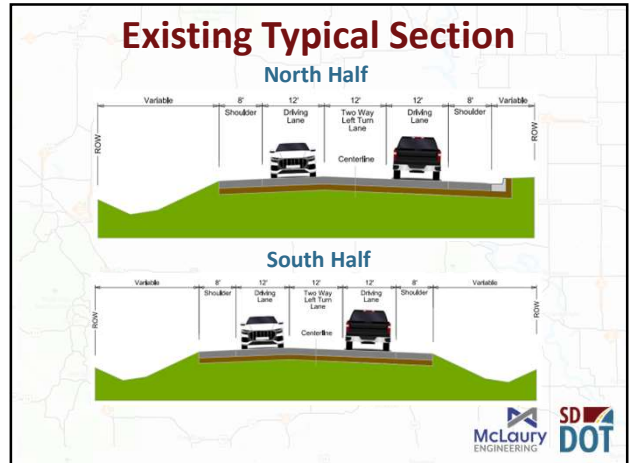 Existing Typical Section
North Half
Variable 8' 12' 12' 12' 8' Variable
Shoulder Driving Lane Two Way Left Turn Lane Driving Lane Shoulder
ROW ROW
Centerline
South Half
Variable 8' 12' 12' 12' 8' Variable
Shoulder Driving Lane Two Way Left Turn Lane Driving Lane Shoulder
ROW ROW
Centerline
McLaury
ENGINEERING
SD
DOT